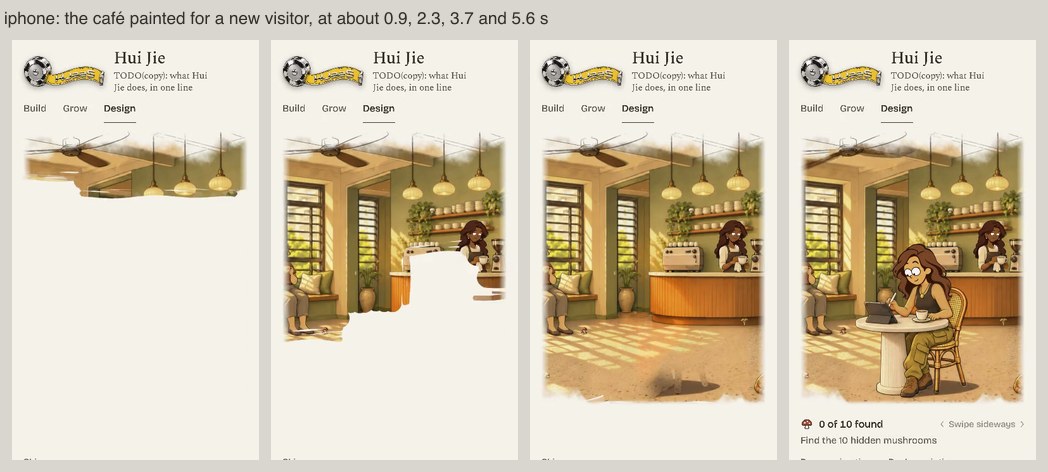 iphone: the café painted for a new visitor, at about 0.9, 2.3, 3.7 and 5.6 s
Hui Jie
TODO(copy): what Hui
Jie does, in one line
Build Grow Design
Hui Jie
TODO(copy): what Hui
Jie does, in one line
Build Grow Design
Hui Jie
TODO(copy): what Hui
Jie does, in one line
Build Grow Design
Hui Jie
TODO(copy): what Hui
Jie does, in one line
Build Grow Design
0 of 10 found
Swipe sideways
Find the 10 hidden mushrooms